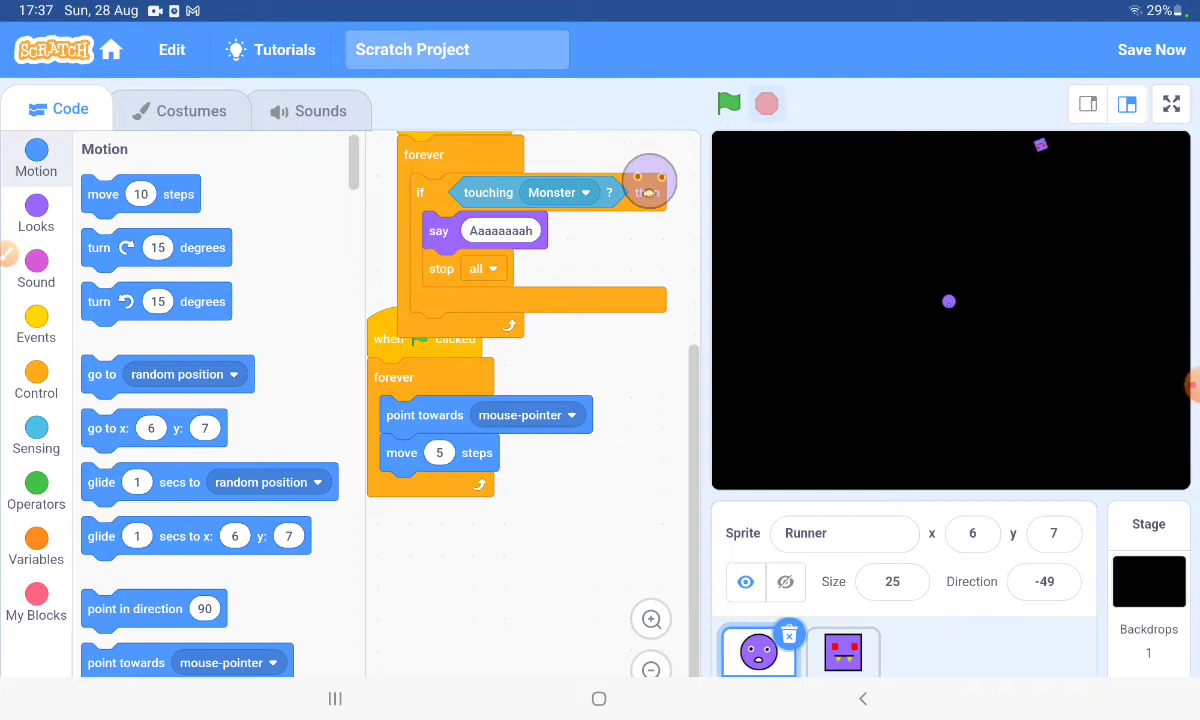 17:37 Sun, 28 Aug
29%
SCRATCH
Edit
Tutorials
Scratch Project
Save Now
Code
Costumes
Sounds
Motion
Looks
Sound
Events
Control
Sensing
Operators
Variables
My Blocks
Motion
move 10 steps
turn 15 degrees
turn 15 degrees
go to random position
go to x: 6 y: 7
glide 1 secs to random position
glide 1 secs to x: 6 y: 7
point in direction 90
point towards mouse-pointer
forever
if touching Monster ? then
say Aaaaaaaah
stop all
when clicked
forever
point towards mouse-pointer
move 5 steps
Sprite Runner x 6 y 7
Size 25 Direction -49
Stage
Backdrops
1